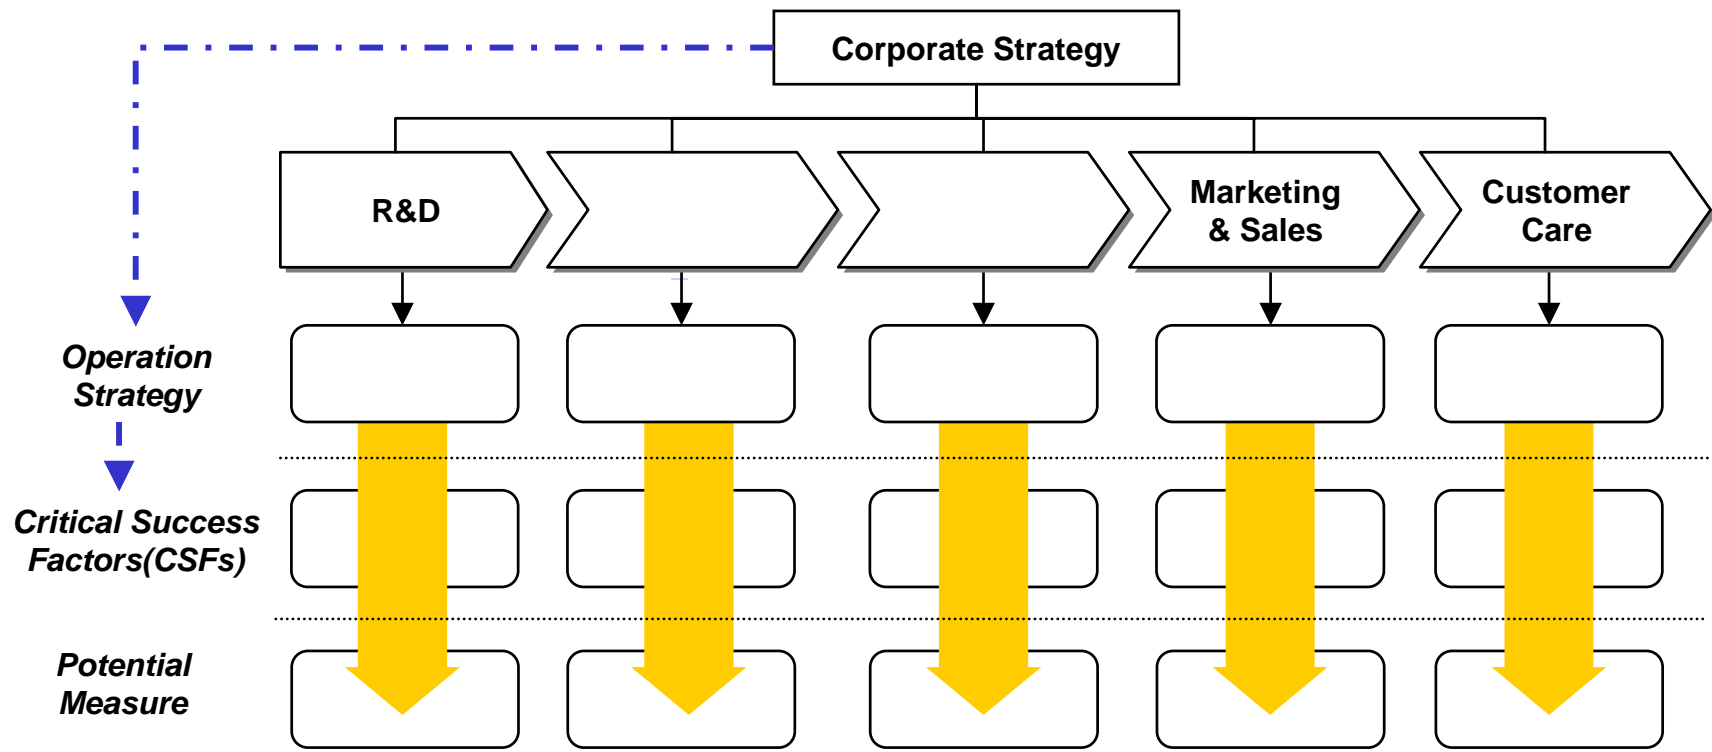 Corporate Strategy
R&D
Marketing
& Sales
Customer
Care
Operation
Strategy
Critical Success
Factors(CSFs)
Potential
Measure